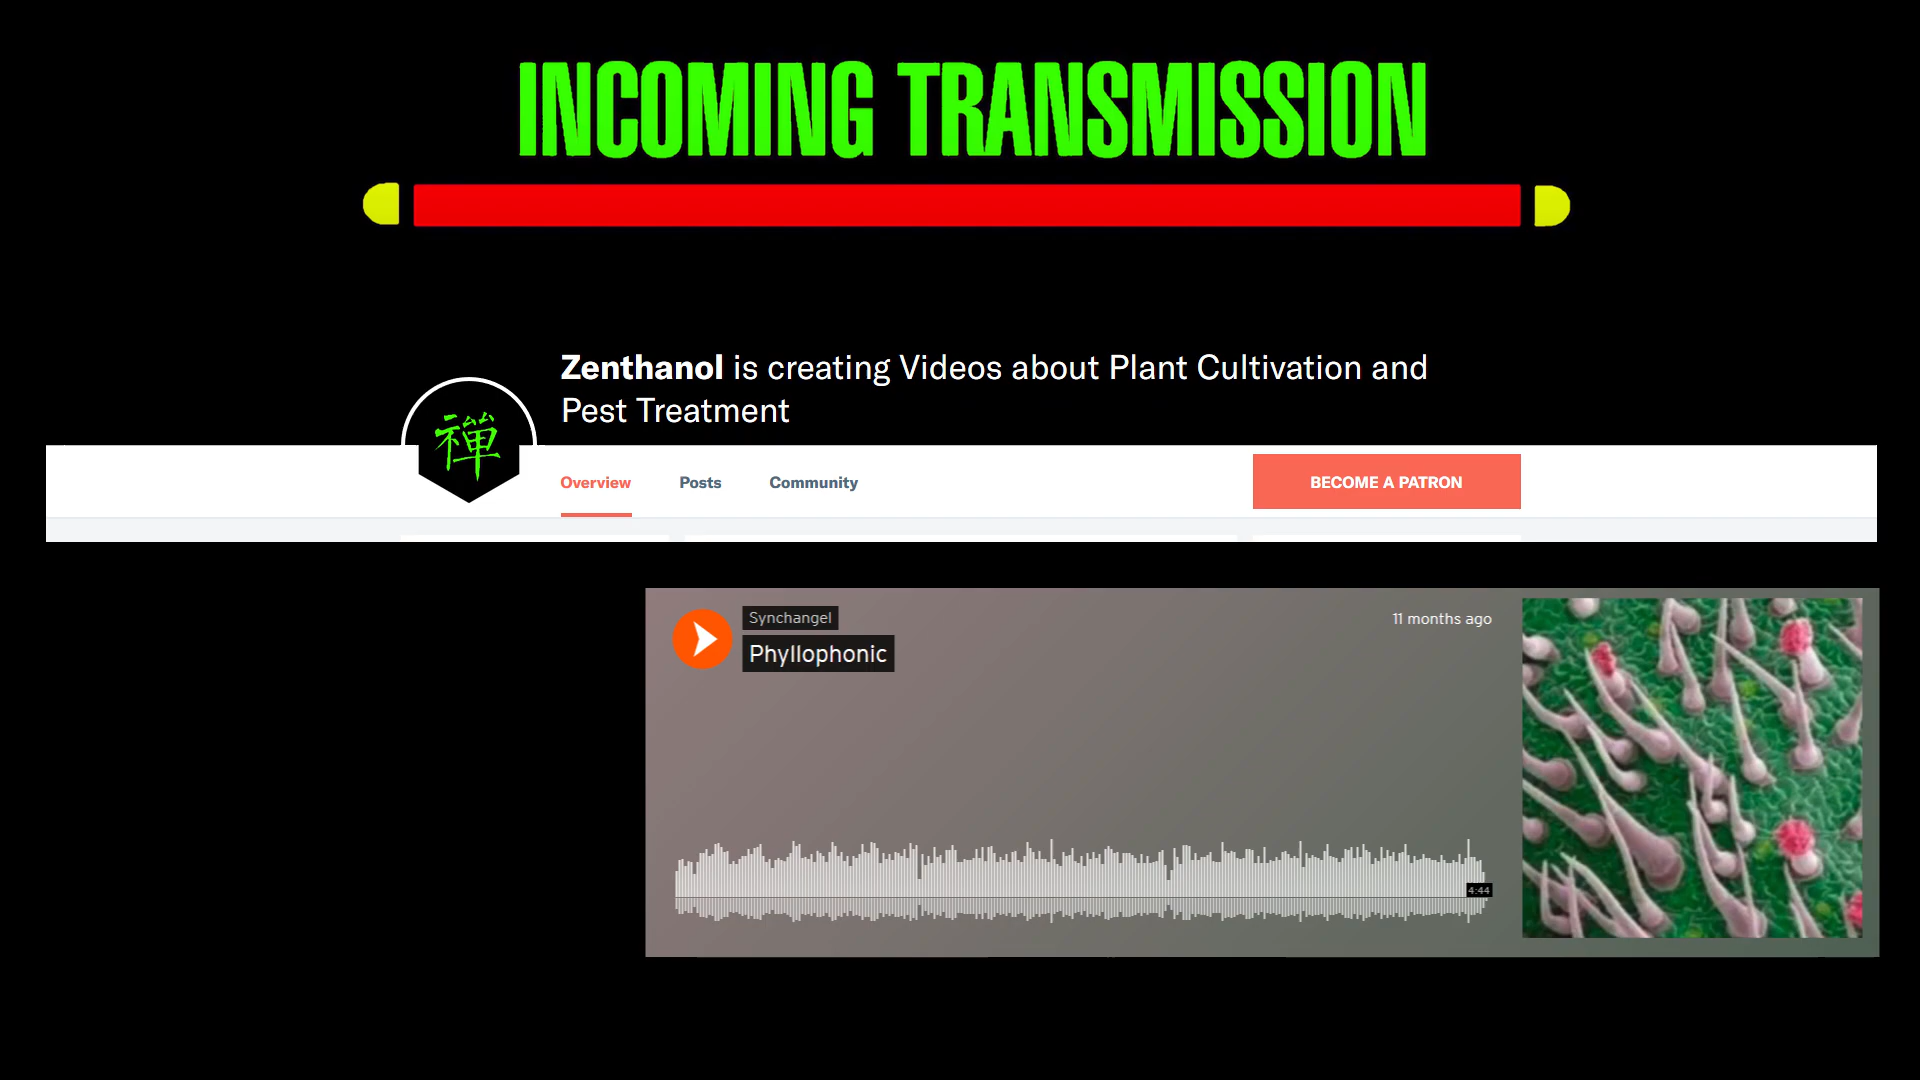 INCOMING TRANSMISSION
Zenthanol is creating Videos about Plant Cultivation and
Pest Treatment
禪
Overview Posts Community BECOME A PATRON
Synchangel 11 months ago
Phyllophonic
4:44